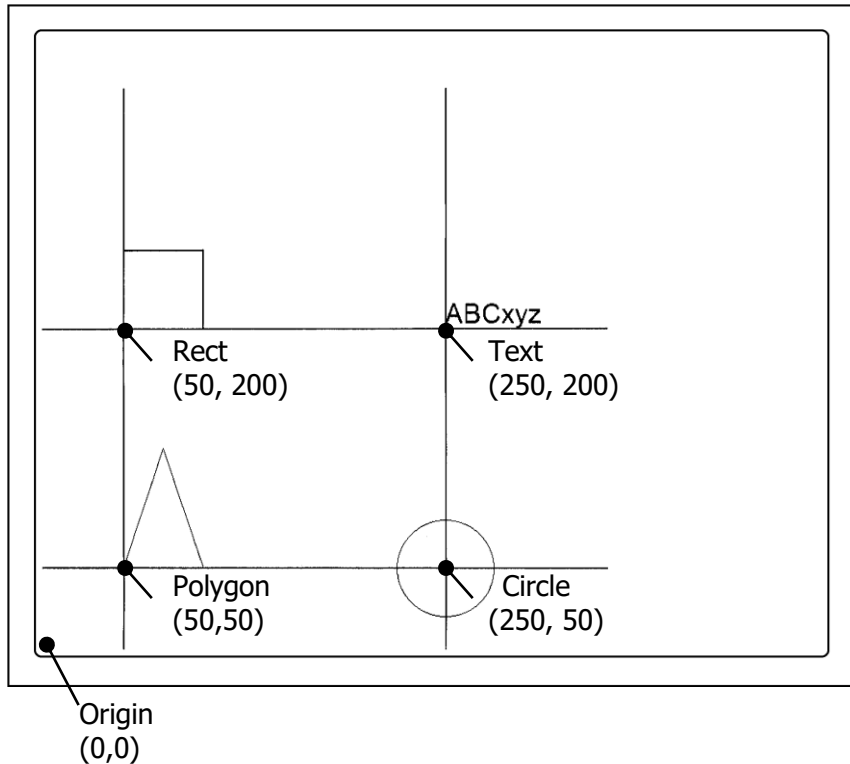 ABCxyz
Rect
(50, 200)
Text
(250, 200)
Polygon
(50,50)
Circle
(250, 50)
Origin
(0,0)